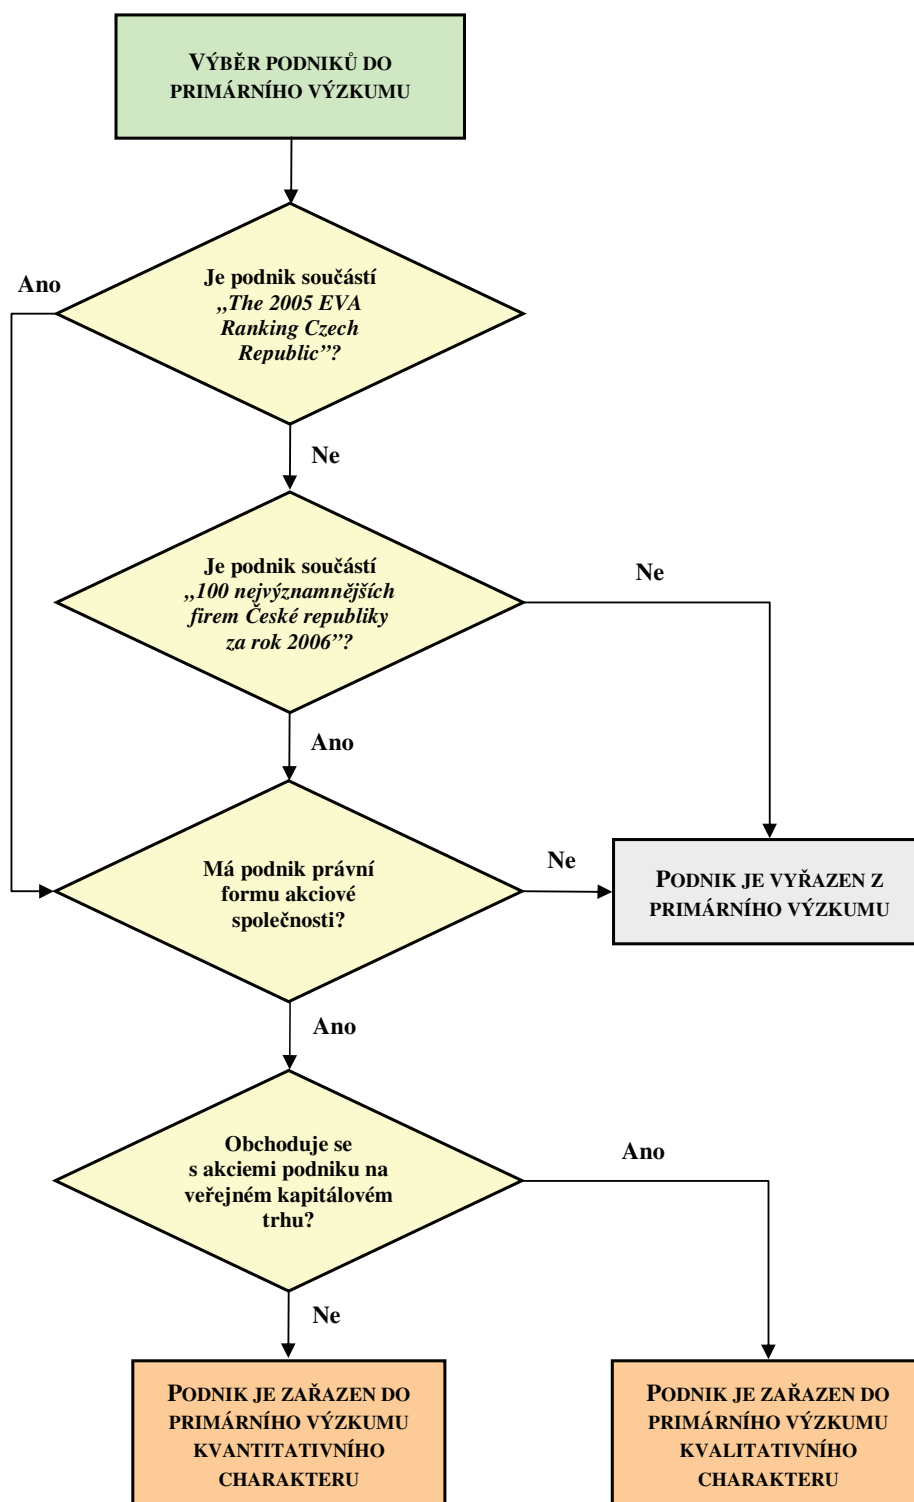 VÝBĚR PODNIKŮ DO
PRIMÁRNÍHO VÝZKUMU
Ano
Je podnik součástí
„The 2005 EVA
Ranking Czech
Republic”?
Ne
Je podnik součástí
„100 nejvýznamnějších
firem České republiky
za rok 2006”?
Ne
Ano
Má podnik právní
formu akciové
společnosti?
Ne
PODNIK JE VYŘAZEN Z
PRIMÁRNÍHO VÝZKUMU
Ano
Obchoduje se
s akciemi podniku na
veřejném kapitálovém
trhu?
Ano
Ne
PODNIK JE ZAŘAZEN DO
PRIMÁRNÍHO VÝZKUMU
KVANTITATIVNÍHO
CHARAKTERU
PODNIK JE ZAŘAZEN DO
PRIMÁRNÍHO VÝZKUMU
KVALITATIVNÍHO
CHARAKTERU